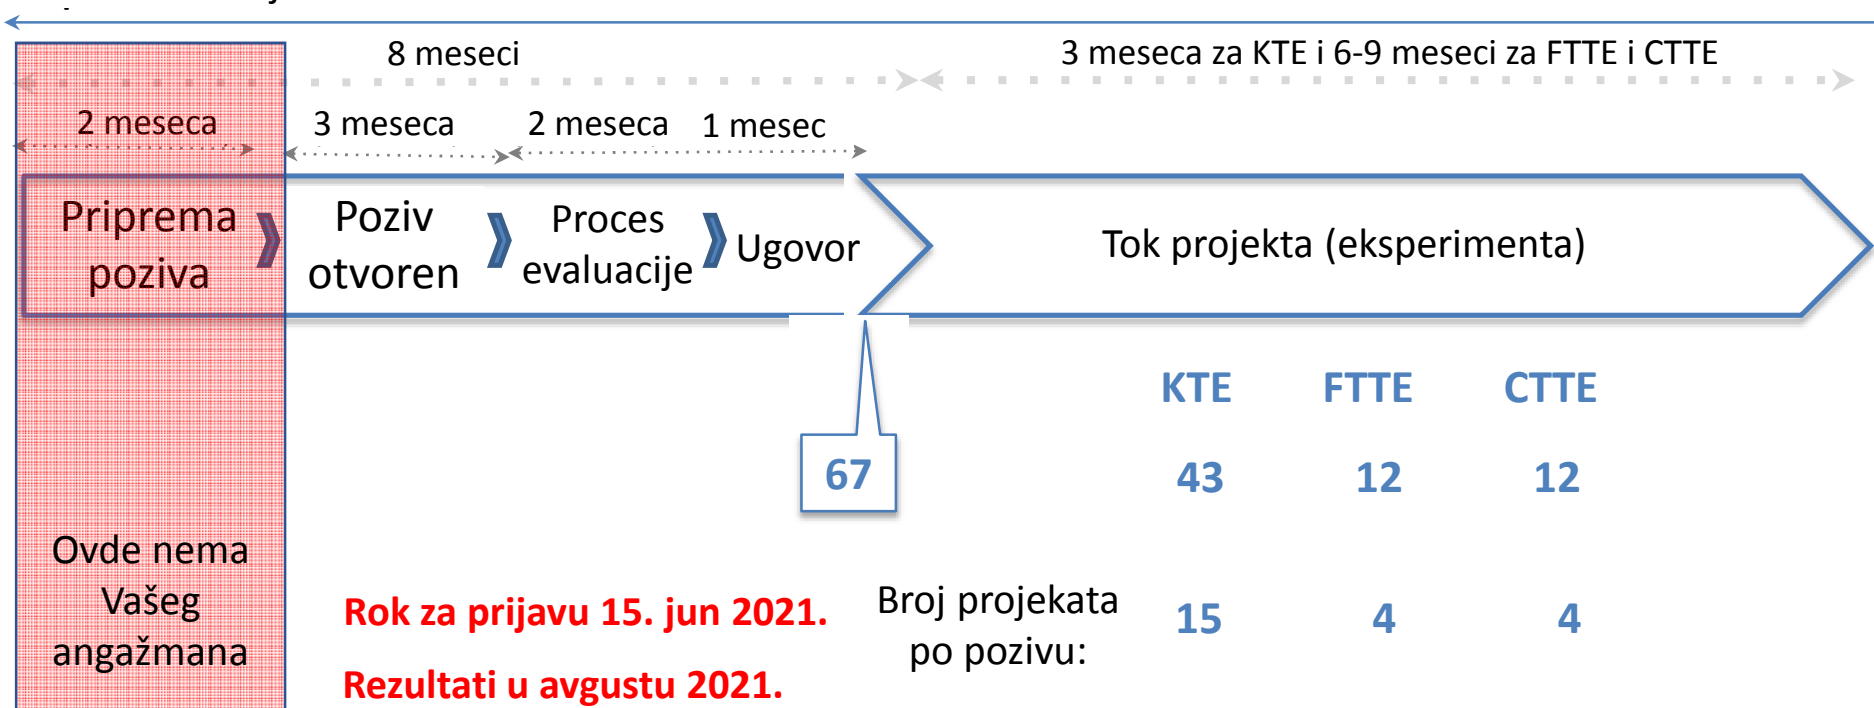 8 meseci
3 meseca za KTE i 6-9 meseci za FTTE i CTTE
2 meseca
3 meseca
2 meseca
1 mesec
Priprema
poziva
Poziv
otvoren
Proces
evaluacije
Ugovor
Tok projekta (eksperimenta)
KTE FTTE CTTE
67
43 12 12
Ovde nema
Vašeg
angažmana
Rok za prijavu 15. jun 2021.
Rezultati u avgustu 2021.
Broj projekata
po pozivu:
15 4 4